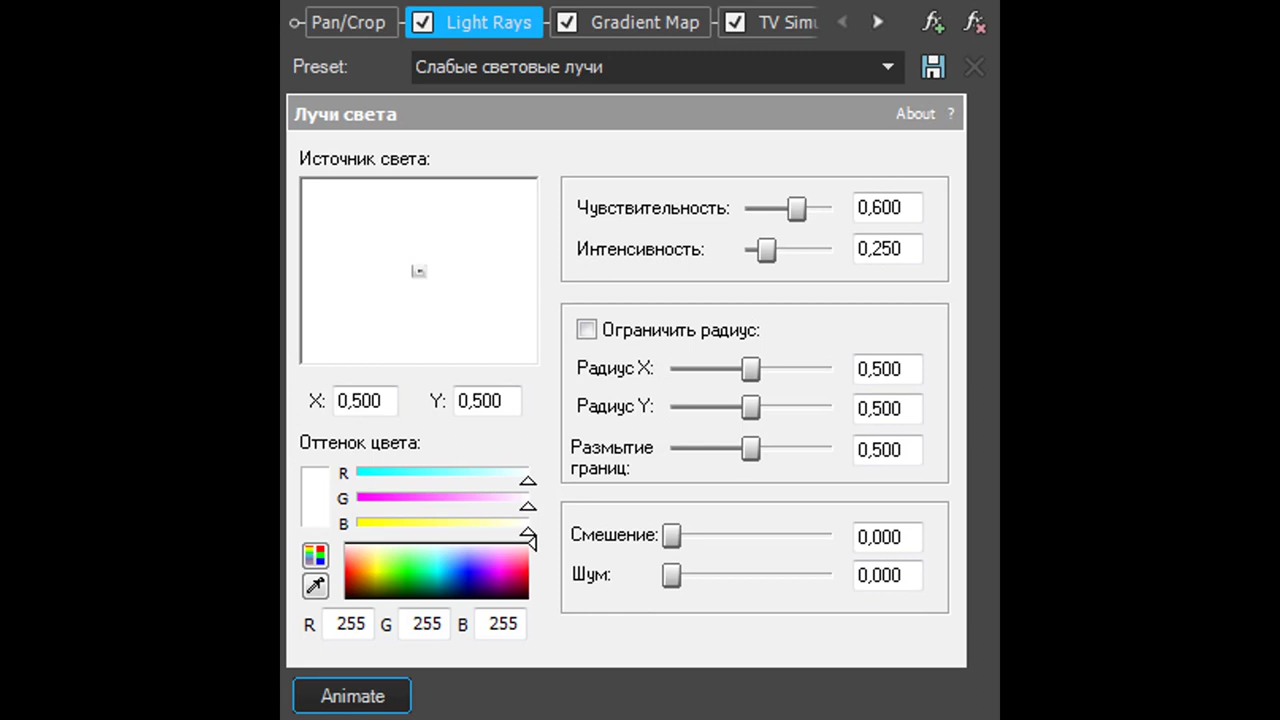 Pan/Crop Light Rays Gradient Map TV Simu
Preset: Слабые световые лучи
Лучи света About ?
Источник света:
Чувствительность: 0,600
Интенсивность: 0,250
Ограничить радиус:
Радиус X: 0,500
Радиус Y: 0,500
Размытие границ: 0,500
X: 0,500 Y: 0,500
Оттенок цвета:
R
G
B
Смешение: 0,000
Шум: 0,000
R 255 G 255 B 255
Animate